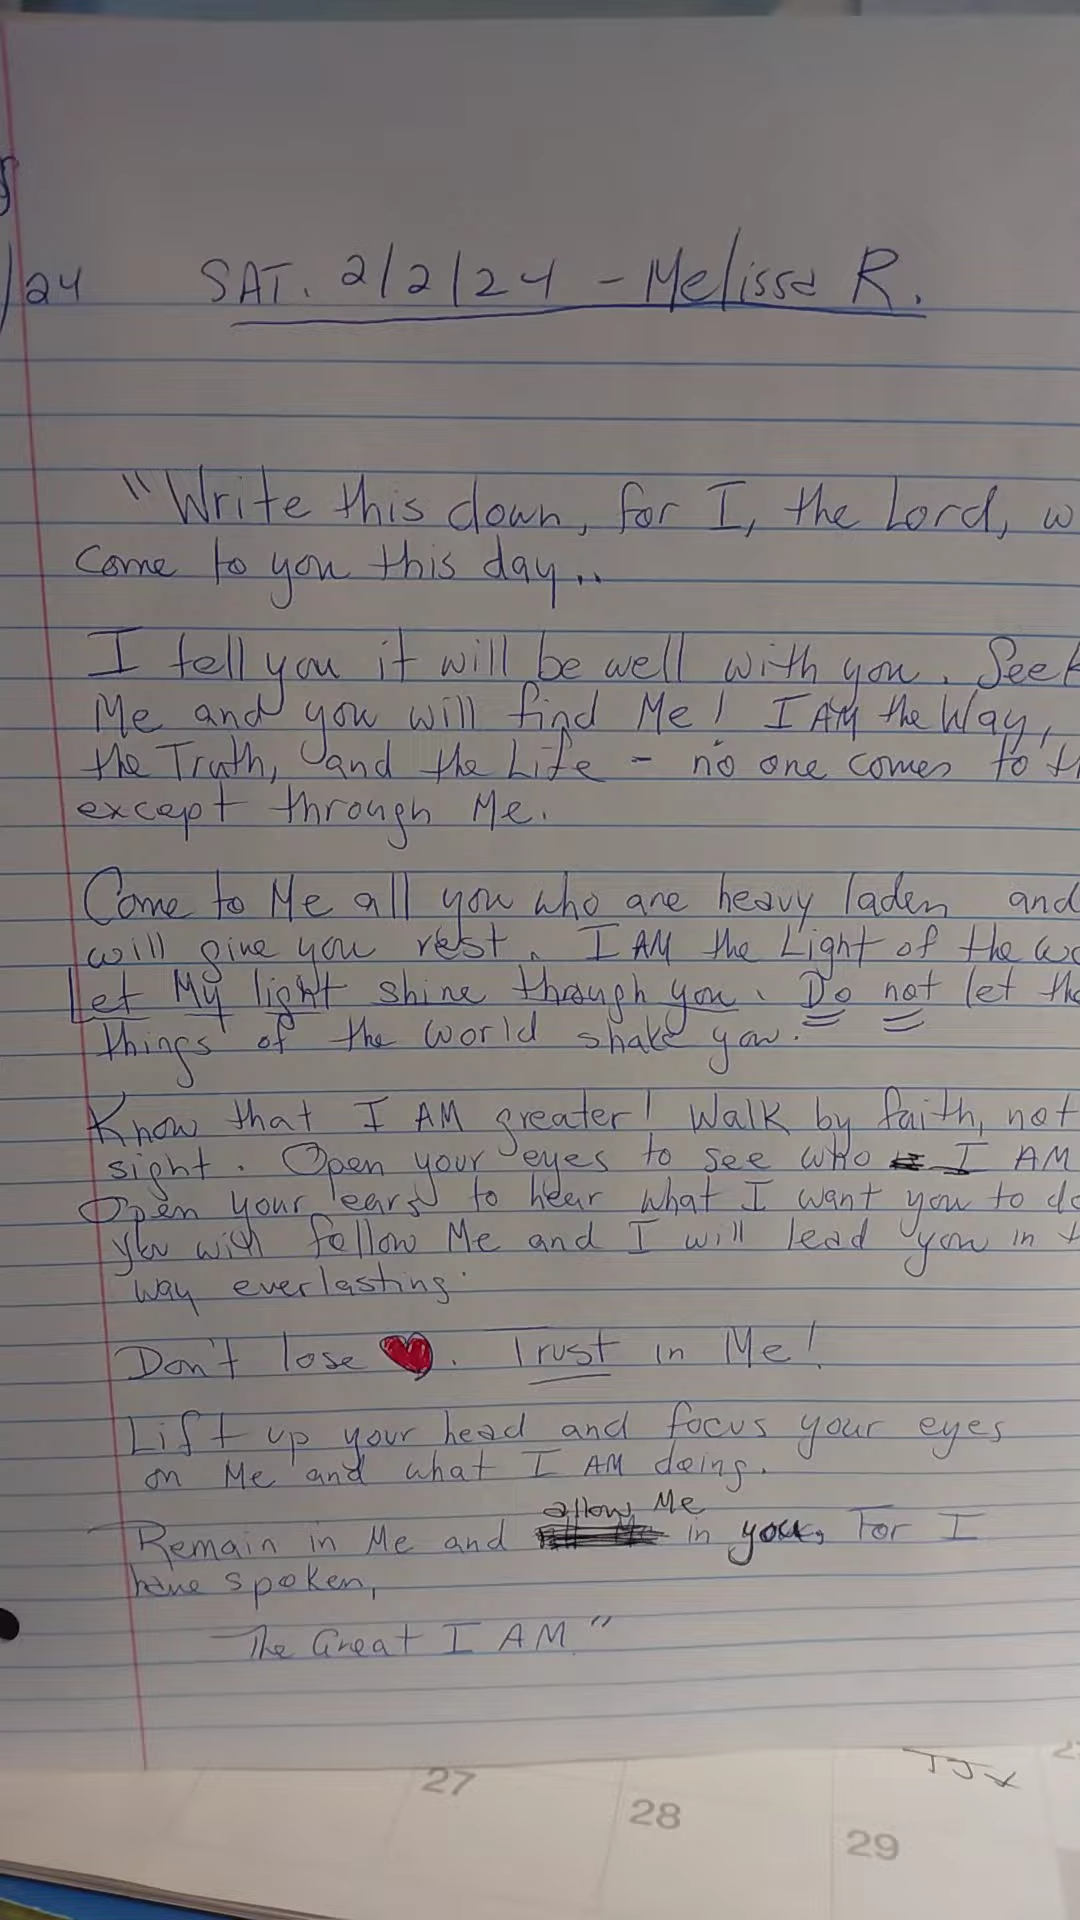 /24
SAT. 2/2/24 - Melissa R.
"Write this down, for I, the Lord, w
come to you this day..
I tell you it will be well with you. Seek
Me and you will find Me! I AM the Way,
the Truth, and the Life - no one comes to th
except through Me.
Come to Me all you who are heavy laden and
will give you rest. I AM the Light of the wo
Let My light shine through you. Do not let the
things of the world shake you.
Know that I AM greater! Walk by faith, not
sight. Open your eyes to see who I AM
Open your ears to hear what I want you to do
you will follow Me and I will lead you in t
way everlasting.
Don't lose ❤. Trust in Me!
Lift up your head and focus your eyes
on Me and what I AM doing.
allow Me
Remain in Me and in you, For I
have spoken,
The Great I AM."
27
28
29